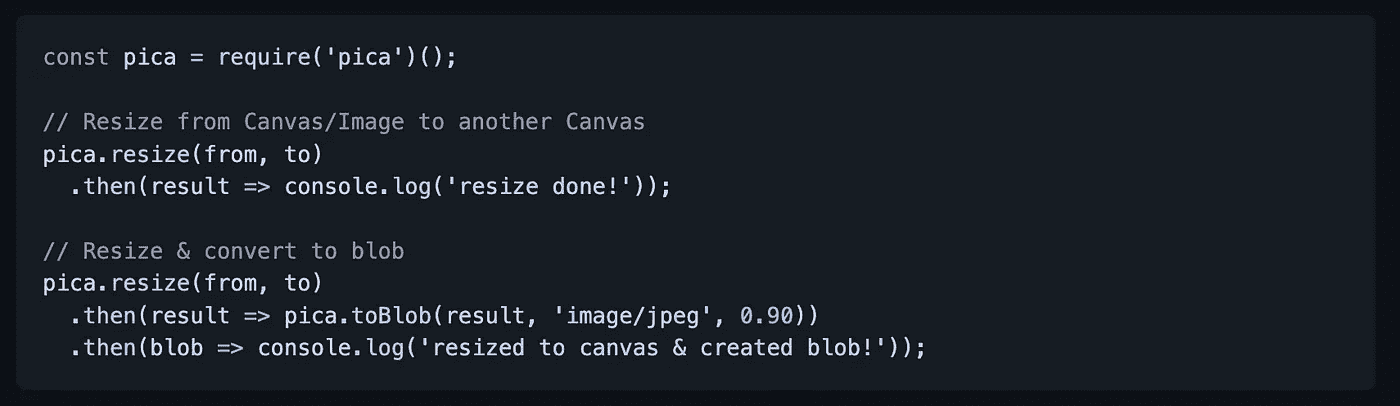 const pica = require('pica')();
// Resize from Canvas/Image to another Canvas
pica.resize(from, to)
  .then(result => console.log('resize done!'));
// Resize & convert to blob
pica.resize(from, to)
  .then(result => pica.toBlob(result, 'image/jpeg', 0.90))
  .then(blob => console.log('resized to canvas & created blob!'));